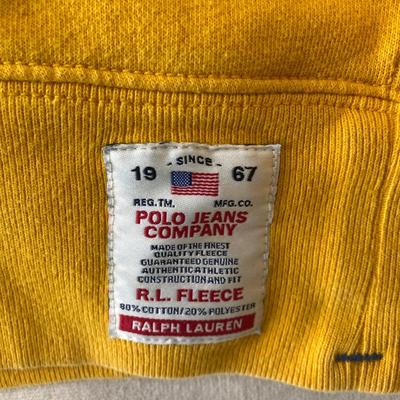 - SINCE -
19 67
REG.TM. MFG.CO.
POLO JEANS
COMPANY
MADE OF THE FINEST
QUALITY FLEECE
GUARANTEED GENUINE
AUTHENTIC ATHLETIC
CONSTRUCTION AND FIT
R.L. FLEECE
80% COTTON/20% POLYESTER
RALPH LAUREN